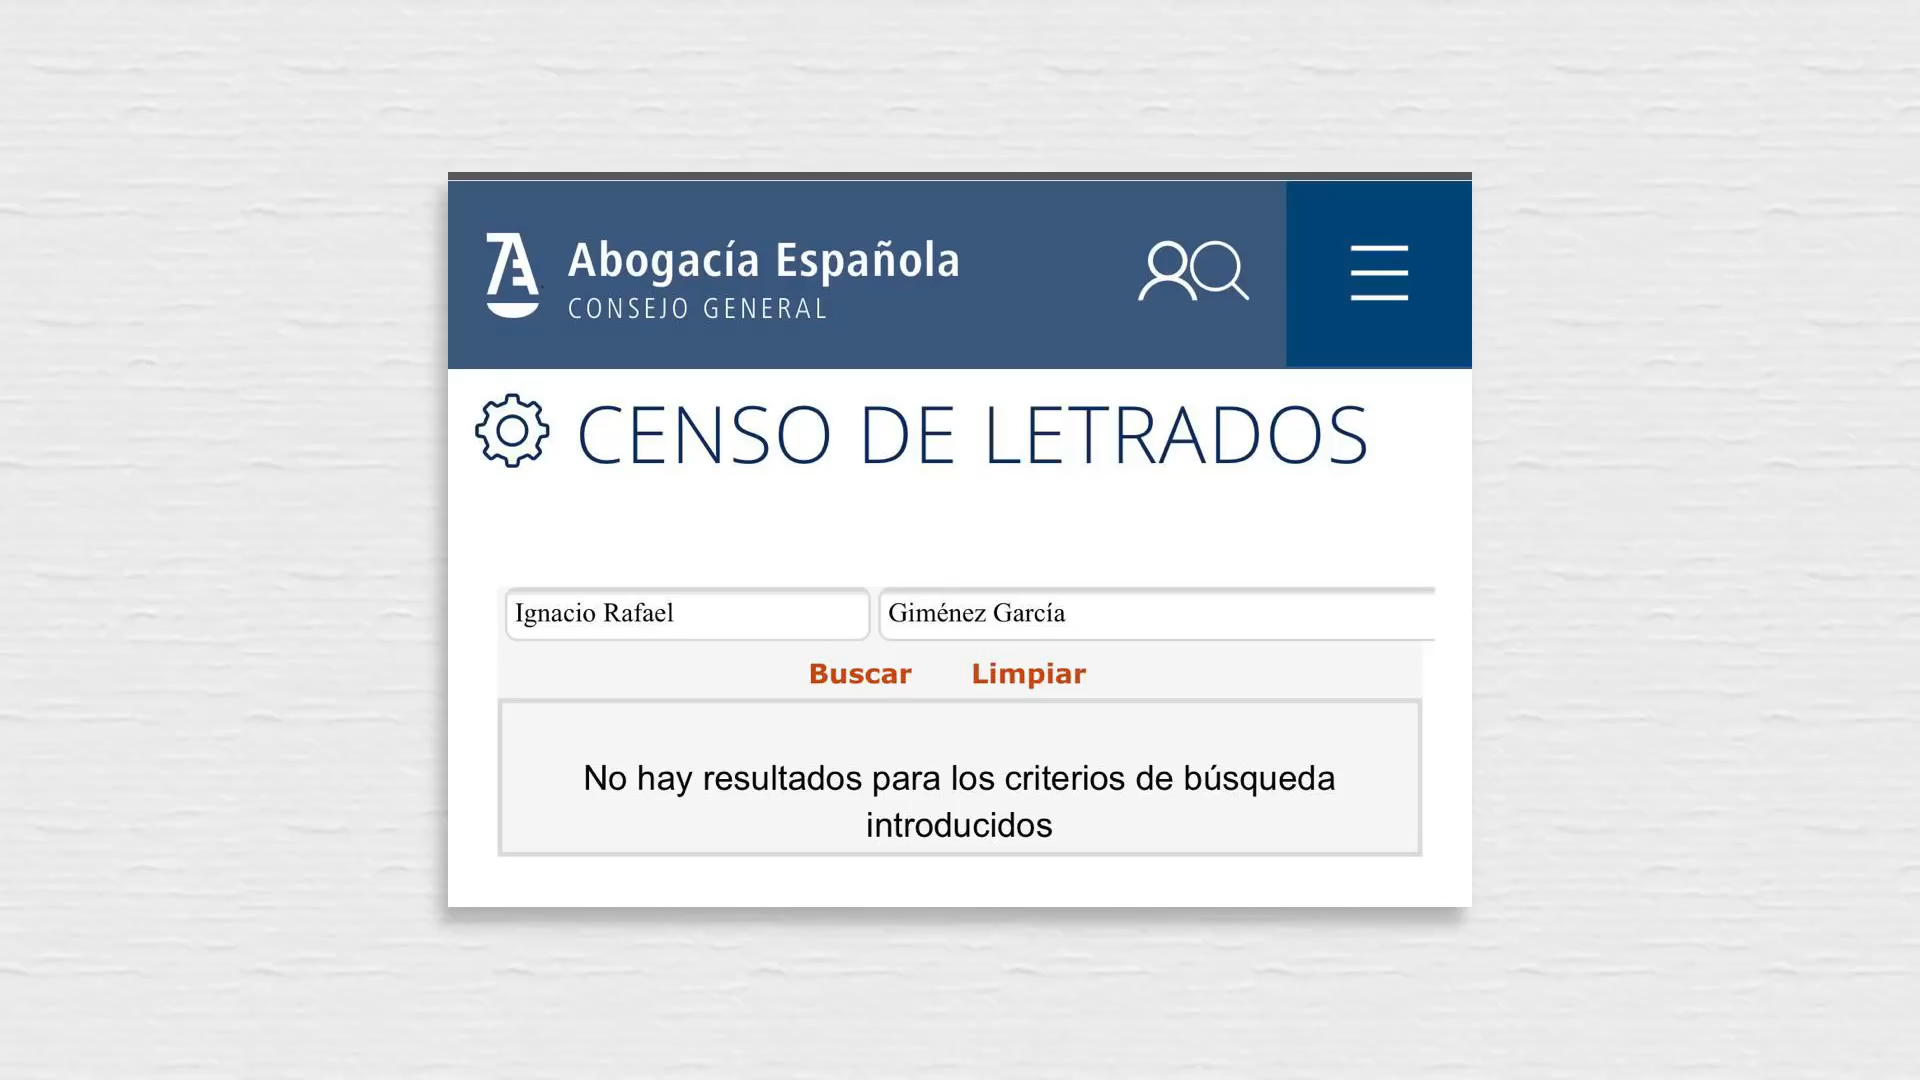 Abogacía Española
CONSEJO GENERAL
CENSO DE LETRADOS
Ignacio Rafael
Giménez García
Buscar
Limpiar
No hay resultados para los criterios de búsqueda
introducidos